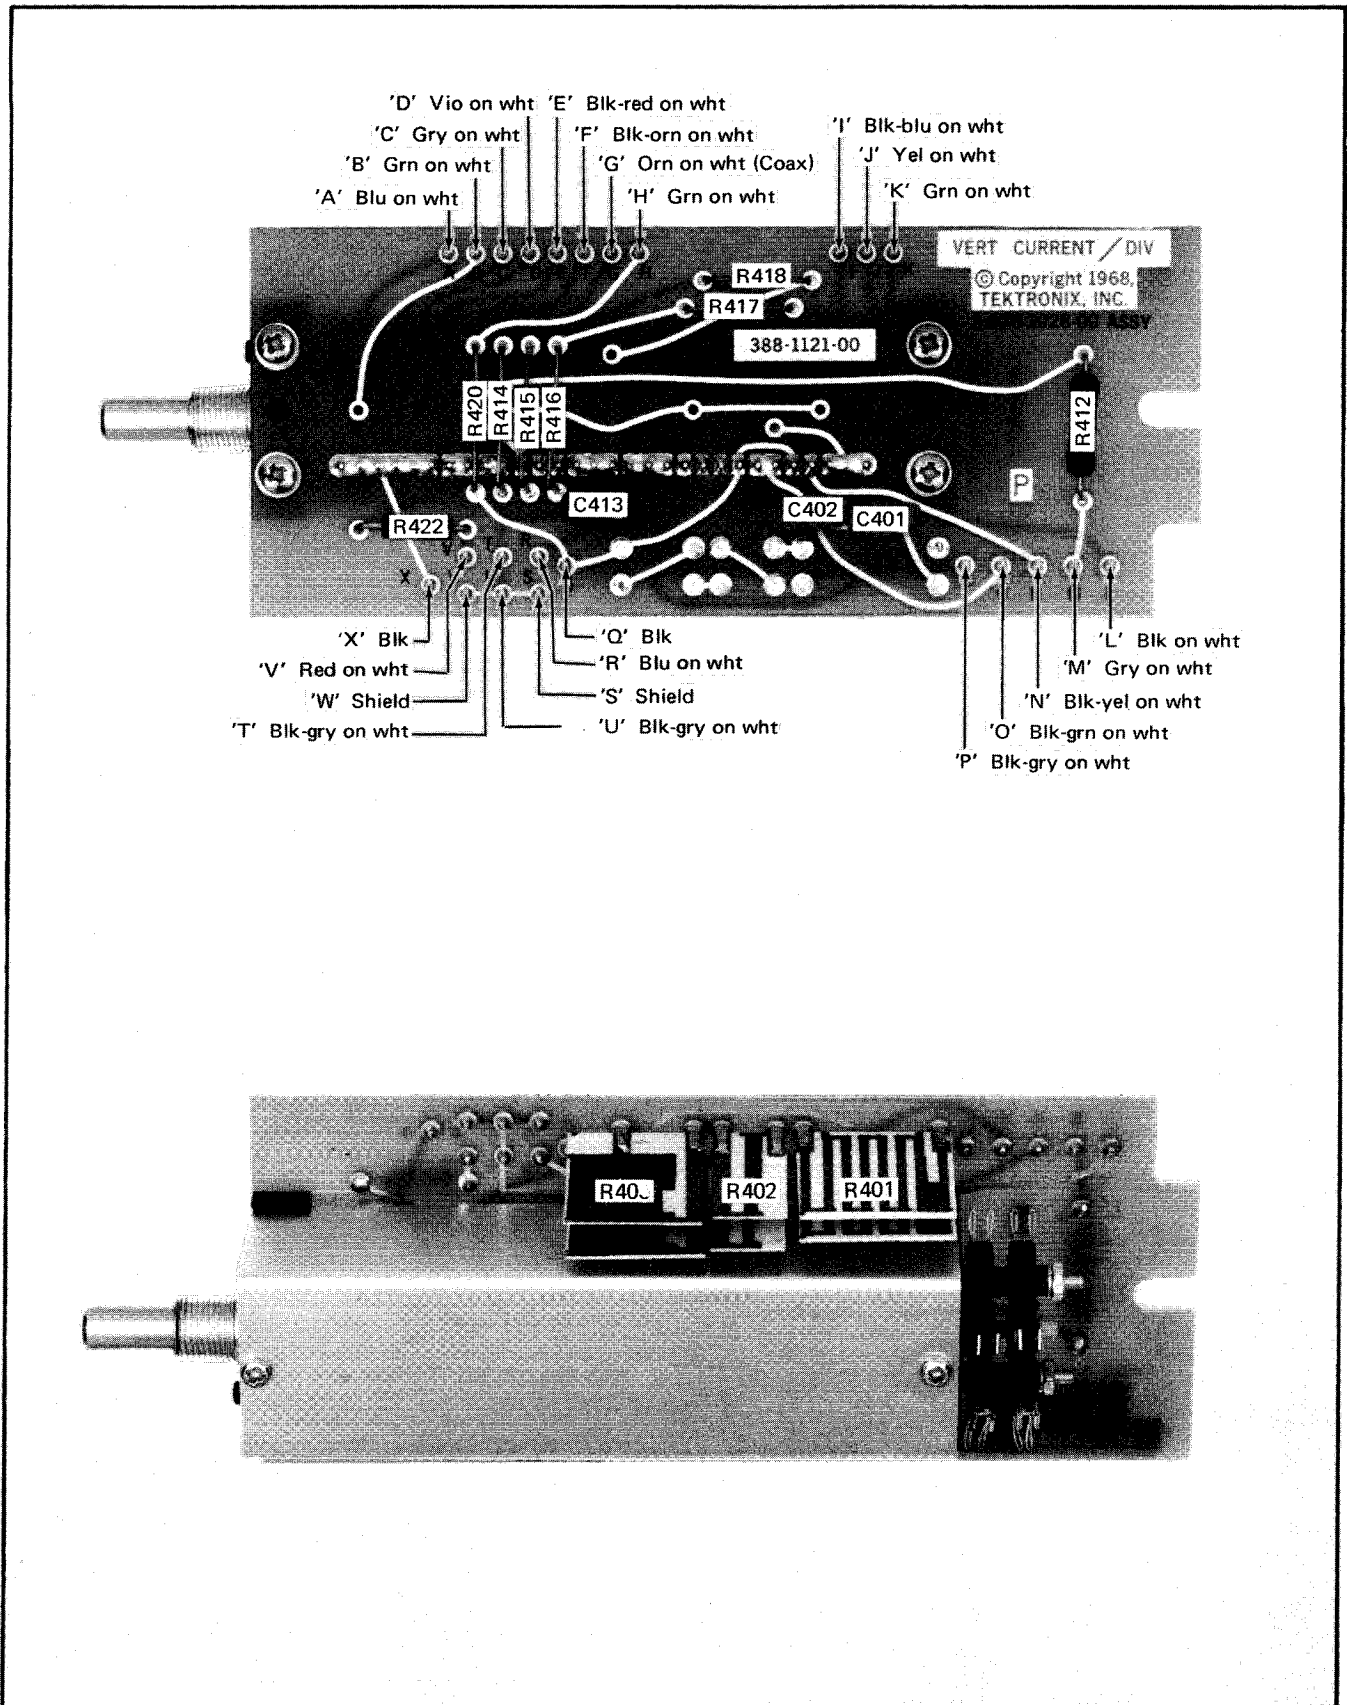 'D' Vio on wht 'E' Blk-red on wht
'C' Gry on wht 'F' Blk-orn on wht
'B' Grn on wht 'G' Orn on wht (Coax)
'A' Blu on wht 'H' Grn on wht
'I' Blk-blu on wht
'J' Yel on wht
'K' Grn on wht
VERT CURRENT / DIV
© Copyright 1968,
TEKTRONIX, INC.
ASSY
R418
R417
388-1121-00
R420
R414
R415
R416
R412
P
C413
C402
C401
R422
X
S
'X' Blk
'V' Red on wht
'W' Shield
'T' Blk-gry on wht
'Q' Blk
'R' Blu on wht
'S' Shield
'U' Blk-gry on wht
'L' Blk on wht
'M' Gry on wht
'N' Blk-yel on wht
'O' Blk-grn on wht
'P' Blk-gry on wht
R402
R401